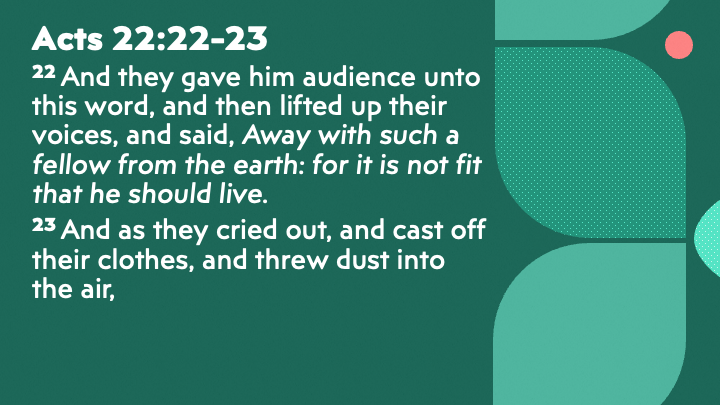 Acts 22:22-23
22 And they gave him audience unto
this word, and then lifted up their
voices, and said, Away with such a
fellow from the earth: for it is not fit
that he should live.
23 And as they cried out, and cast off
their clothes, and threw dust into
the air,